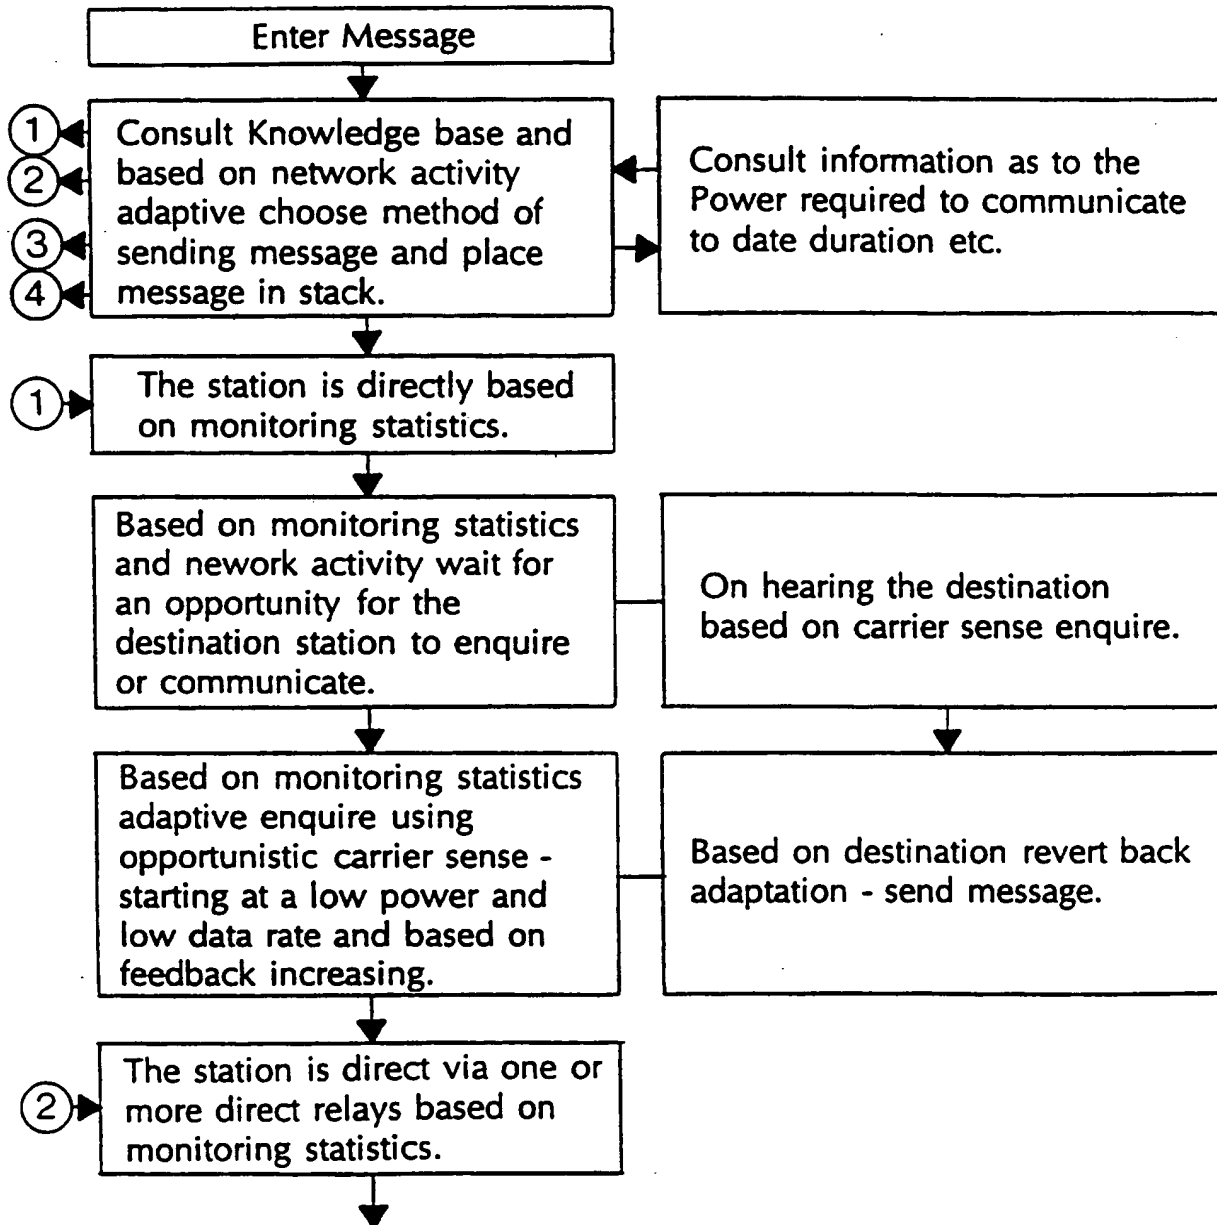 Enter Message
1
2
3
4
Consult Knowledge base and
based on network activity
adaptive choose method of
sending message and place
message in stack.
Consult information as to the
Power required to communicate
to date duration etc.
1
The station is directly based
on monitoring statistics.
Based on monitoring statistics
and nework activity wait for
an opportunity for the
destination station to enquire
or communicate.
On hearing the destination
based on carrier sense enquire.
Based on monitoring statistics
adaptive enquire using
opportunistic carrier sense -
starting at a low power and
low data rate and based on
feedback increasing.
Based on destination revert back
adaptation - send message.
2
The station is direct via one or
more direct relays based on
monitoring statistics.